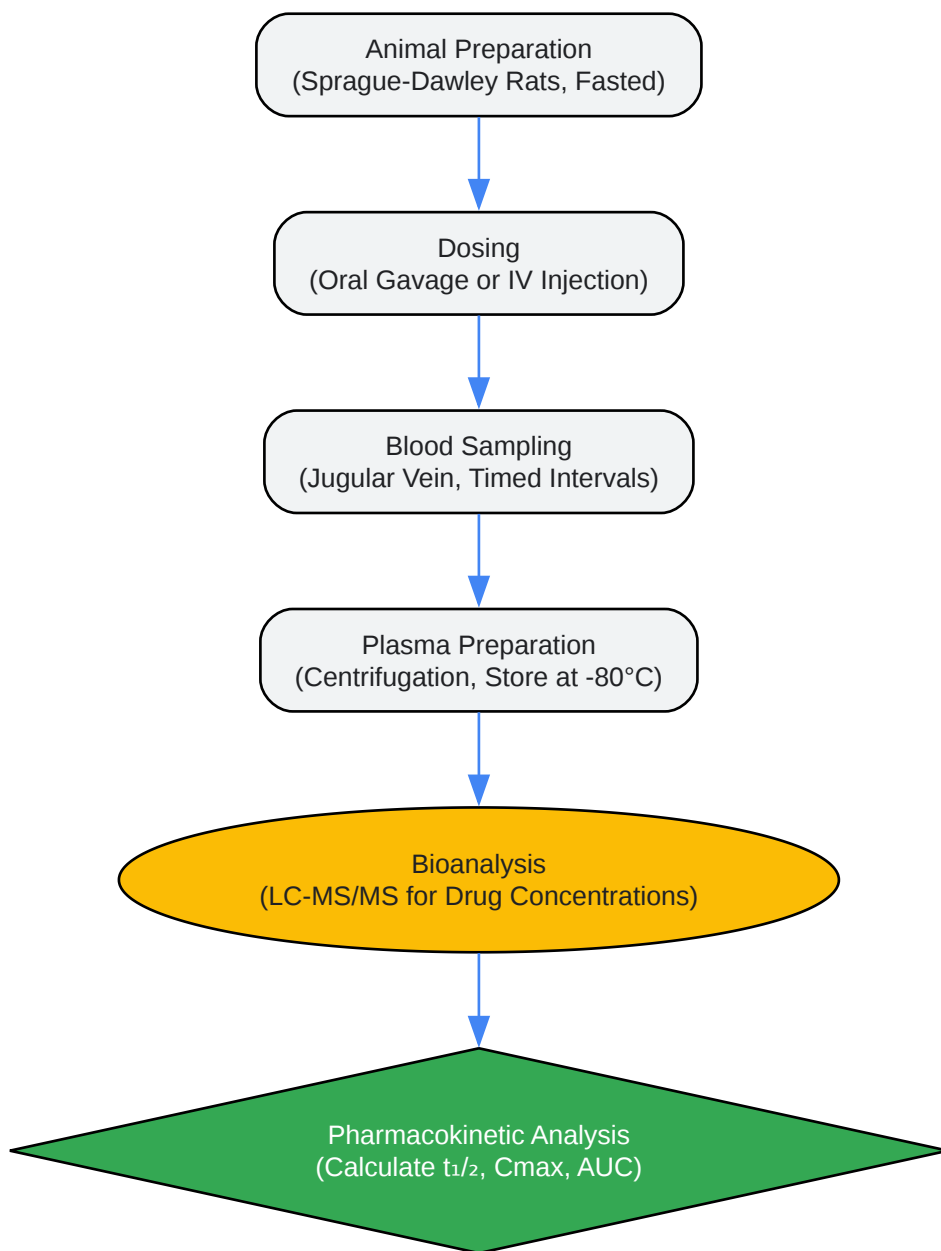 Animal Preparation
(Sprague-Dawley Rats, Fasted)
Dosing
(Oral Gavage or IV Injection)
Blood Sampling
(Jugular Vein, Timed Intervals)
Plasma Preparation
(Centrifugation, Store at -80°C)
Bioanalysis
(LC-MS/MS for Drug Concentrations)
Pharmacokinetic Analysis
(Calculate t₁/₂, Cmax, AUC)